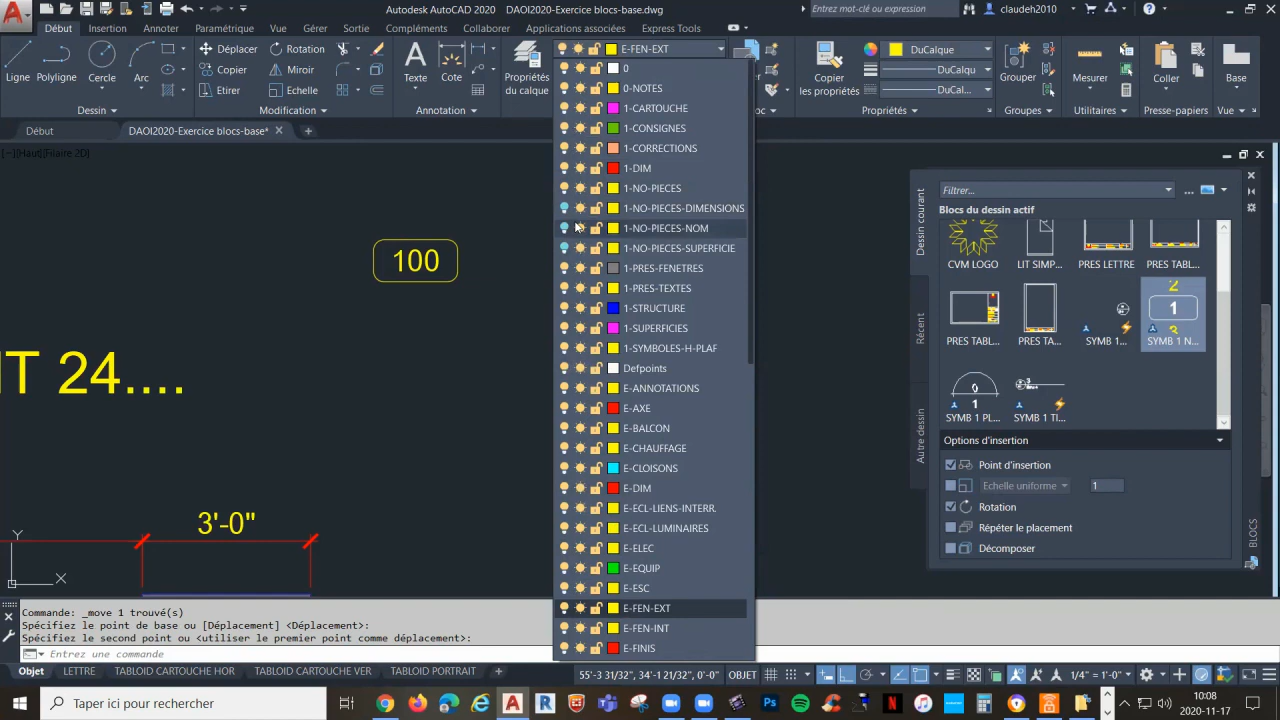 Autodesk AutoCAD 2020
DAOI2020-Exercice blocs-base.dwg
Entrez mot-clé ou expression
claudeh2010
Début
Insertion
Annoter
Paramétrique
Vue
Gérer
Sortie
Compléments
Collaboration
Applications associées
Express Tools
Ligne
Polyligne
Cercle
Arc
Déplacer
Rotation
Copier
Miroir
Etirer
Echelle
Texte
Cote
Propriétés
du calque
E-FEN-EXT
Copier
les propriétés
DuCalque
DuCalqu
DuCal...
Grouper
Mesurer
Coller
Base
Dessin
Modification
Annotation
Propriétés
Groupes
Utilitaires
Presse-papiers
Vue
Début
DAOI2020-Exercice blocs-base*
[−][Haut][Filaire 2D]
0
0-NOTES
1-CARTOUCHE
1-CONSIGNES
1-CORRECTIONS
1-DIM
1-NO-PIECES
1-NO-PIECES-DIMENSIONS
1-NO-PIECES-NOM
1-NO-PIECES-SUPERFICIE
1-PRES-FENETRES
1-PRES-TEXTES
1-STRUCTURE
1-SUPERFICIES
1-SYMBOLES-H-PLAF
Defpoints
E-ANNOTATIONS
E-AXE
E-BALCON
E-CHAUFFAGE
E-CLOISONS
E-DIM
E-ECL-LIENS-INTERR.
E-ECL-LUMINAIRES
E-ELEC
E-EQUIP
E-ESC
E-FEN-EXT
E-FEN-INT
E-FINIS
100
IT 24....
3'-0"
Y
X
Filtrer...
...
Blocs du dessin actif
Dessin courant
Récent
Autre dessin
BLOCS
CVM LOGO
LIT SIMP...
PRES LETTRE
PRES TABL...
2
1
3
PRES TABL...
PRES TA...
SYMB 1...
SYMB 1 N...
0
1
SYMB 1 PL...
SYMB 1 TI...
Options d'insertion
Point d'insertion
Echelle uniforme
1
Rotation
Répéter le placement
Décomposer
Commande: _move 1 trouvé(s)
Spécifiez le point de base ou [Déplacement] <Déplacement>:
Spécifiez le second point ou <utiliser le premier point comme déplacement>:
Entrez une commande
Objet
LETTRE
TABLOID CARTOUCHE HOR
TABLOID CARTOUCHE VER
TABLOID PORTRAIT
55'-3 31/32", 34'-1 21/32", 0'-0"
OBJET
1/4" = 1'-0"
Taper ici pour rechercher
10:08
2020-11-17